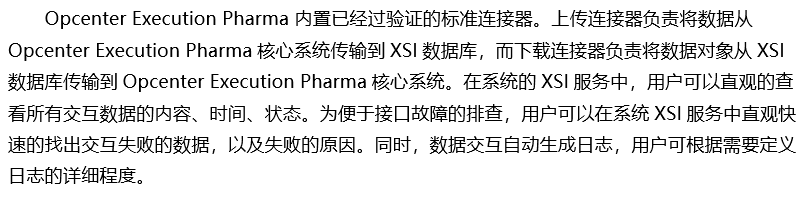 Opcenter Execution Pharma 内置已经过验证的标准连接器。上传连接器负责将数据从
Opcenter Execution Pharma 核心系统传输到 XSI 数据库，而下载连接器负责将数据对象从 XSI
数据库传输到 Opcenter Execution Pharma 核心系统。在系统的 XSI 服务中，用户可以直观的查
看所有交互数据的内容、时间、状态。为便于接口故障的排查，用户可以在系统 XSI 服务中直观快
速的找出交互失败的数据，以及失败的原因。同时，数据交互自动生成日志，用户可根据需要定义
日志的详细程度。